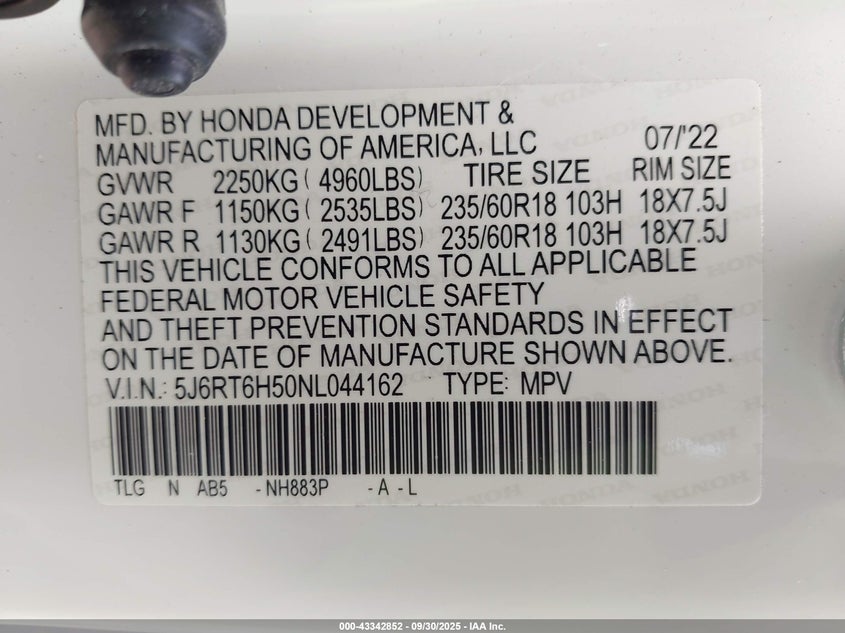 MFD. BY HONDA DEVELOPMENT &
MANUFACTURING OF AMERICA, LLC 07/'22
GVWR 2250KG ( 4960LBS) TIRE SIZE RIM SIZE
GAWR F 1150KG ( 2535LBS) 235/60R18 103H 18X7.5J
GAWR R 1130KG ( 2491LBS) 235/60R18 103H 18X7.5J
THIS VEHICLE CONFORMS TO ALL APPLICABLE
FEDERAL MOTOR VEHICLE SAFETY
AND THEFT PREVENTION STANDARDS IN EFFECT
ON THE DATE OF MANUFACTURE SHOWN ABOVE.
V.I.N.: 5J6RT6H50NL044162 TYPE: MPV
TLG N AB5 -NH883P -A -L
000-43342852 - 09/30/2025 - IAA Inc.